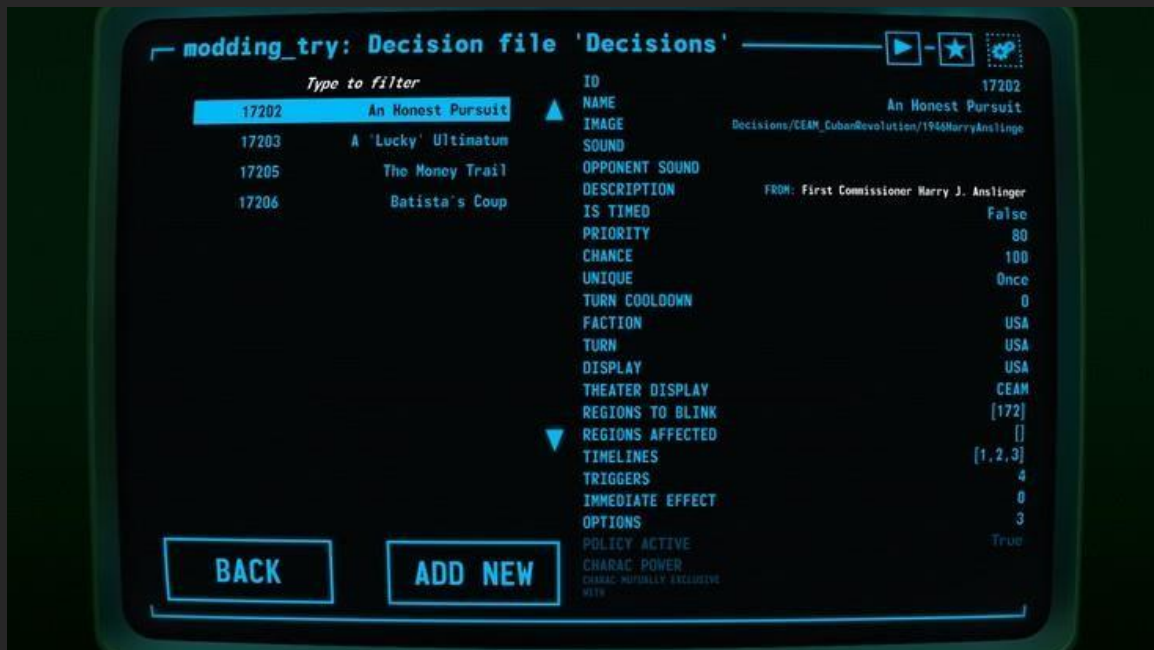 modding_try: Decision file 'Decisions'
Type to filter
17202 An Honest Pursuit
17203 A 'Lucky' Ultimatum
17205 The Money Trail
17206 Batista's Coup
BACK
ADD NEW
ID 17202
NAME An Honest Pursuit
IMAGE Decisions/CEAM_CubanRevolution/1946HarryAnslinge
SOUND
OPPONENT SOUND
DESCRIPTION FROM: First Commissioner Harry J. Anslinger
IS TIMED False
PRIORITY 80
CHANCE 100
UNIQUE Once
TURN COOLDOWN 0
FACTION USA
TURN USA
DISPLAY USA
THEATER DISPLAY CEAM
REGIONS TO BLINK [172]
REGIONS AFFECTED []
TIMELINES [1,2,3]
TRIGGERS 4
IMMEDIATE EFFECT 0
OPTIONS 3
POLICY ACTIVE True
CHARAC POWER
CHARAC MUTUALLY EXCLUSIVE
WITH